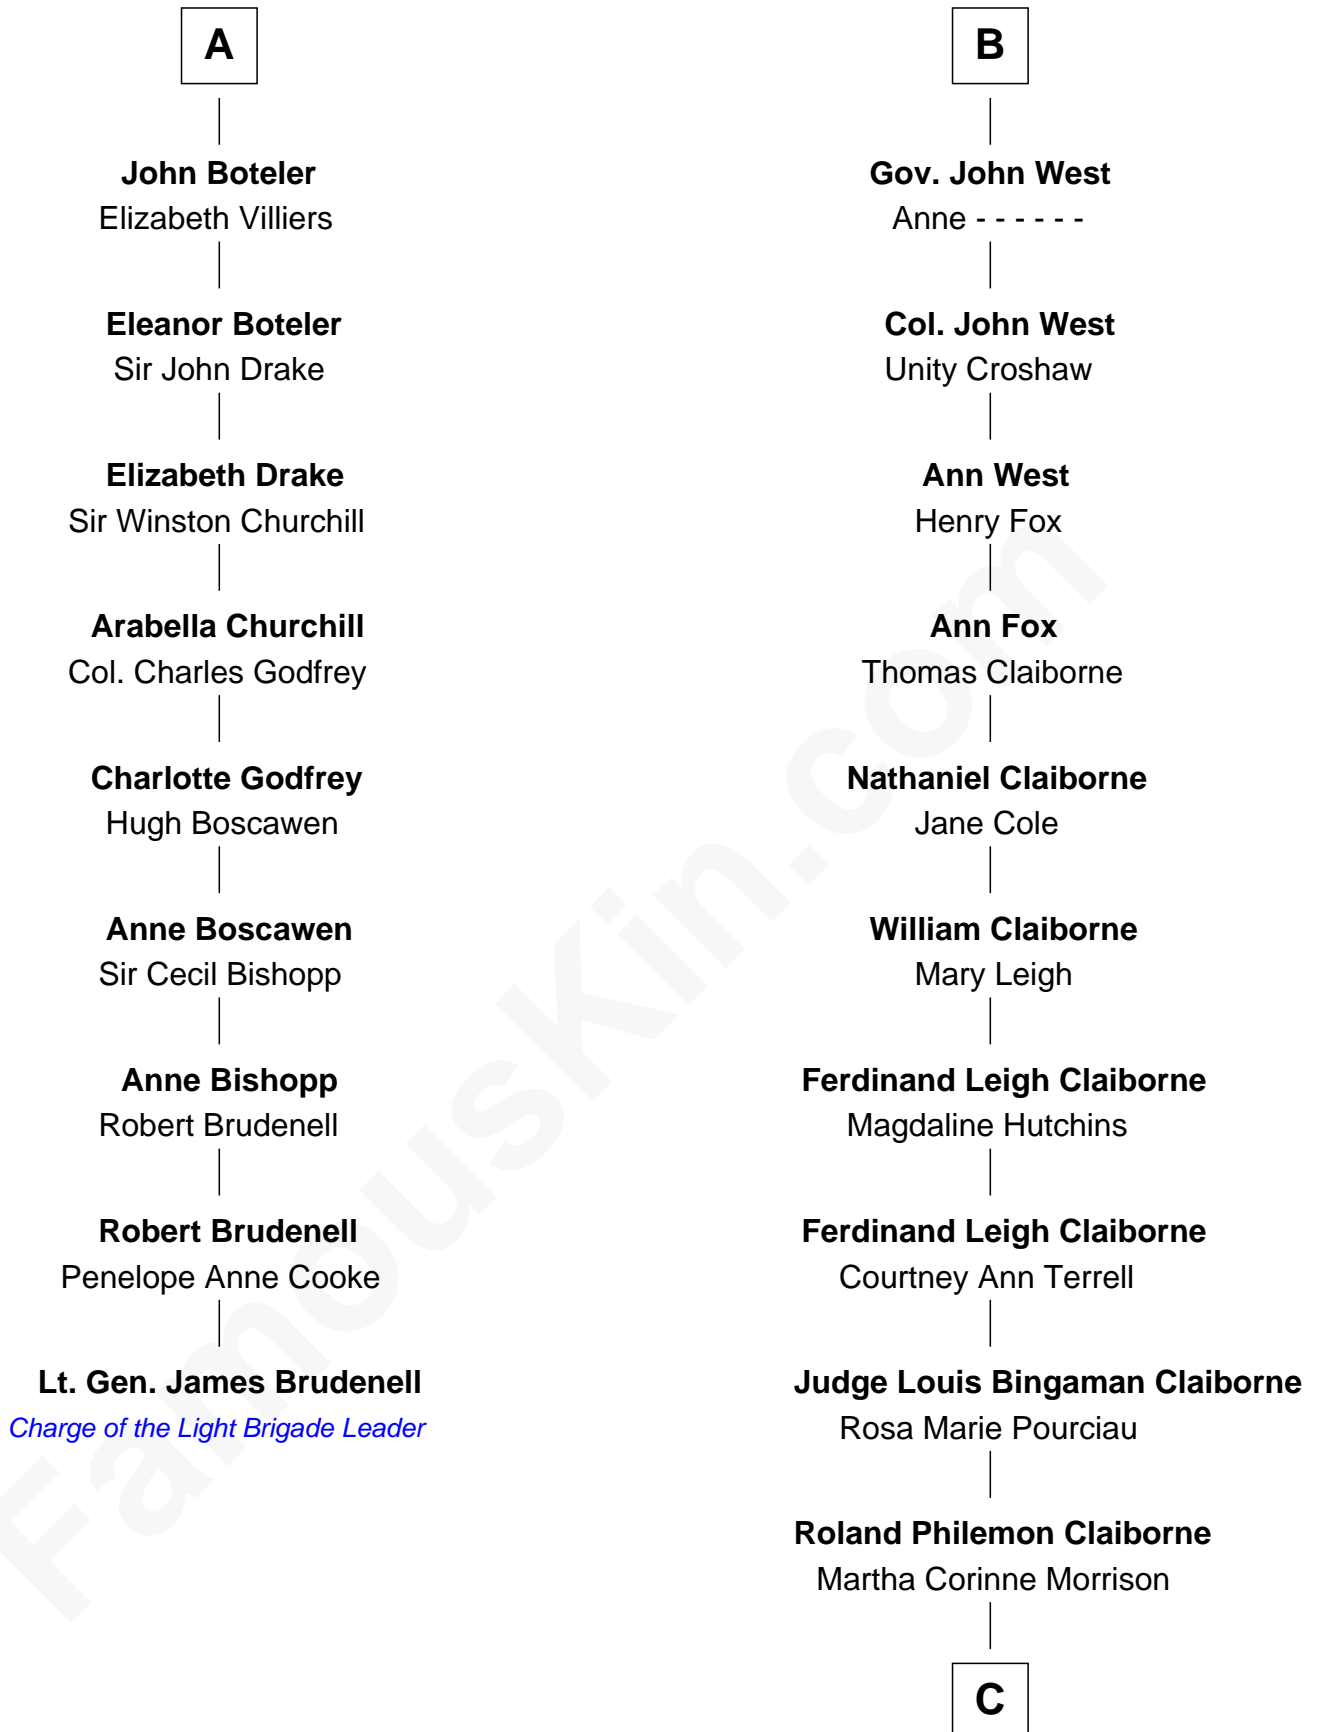 A
John Boteler
Elizabeth Villiers
Eleanor Boteler
Sir John Drake
Elizabeth Drake
Sir Winston Churchill
Arabella Churchill
Col. Charles Godfrey
Charlotte Godfrey
Hugh Boscawen
Anne Boscawen
Sir Cecil Bishopp
Anne Bishopp
Robert Brudenell
Robert Brudenell
Penelope Anne Cooke
Lt. Gen. James Brudenell
Charge of the Light Brigade Leader
B
Gov. John West
Anne - - - - - -
Col. John West
Unity Croshaw
Ann West
Henry Fox
Ann Fox
Thomas Claiborne
Nathaniel Claiborne
Jane Cole
William Claiborne
Mary Leigh
Ferdinand Leigh Claiborne
Magdaline Hutchins
Ferdinand Leigh Claiborne
Courtney Ann Terrell
Judge Louis Bingaman Claiborne
Rosa Marie Pourciau
Roland Philemon Claiborne
Martha Corinne Morrison
C
FamousKin.com